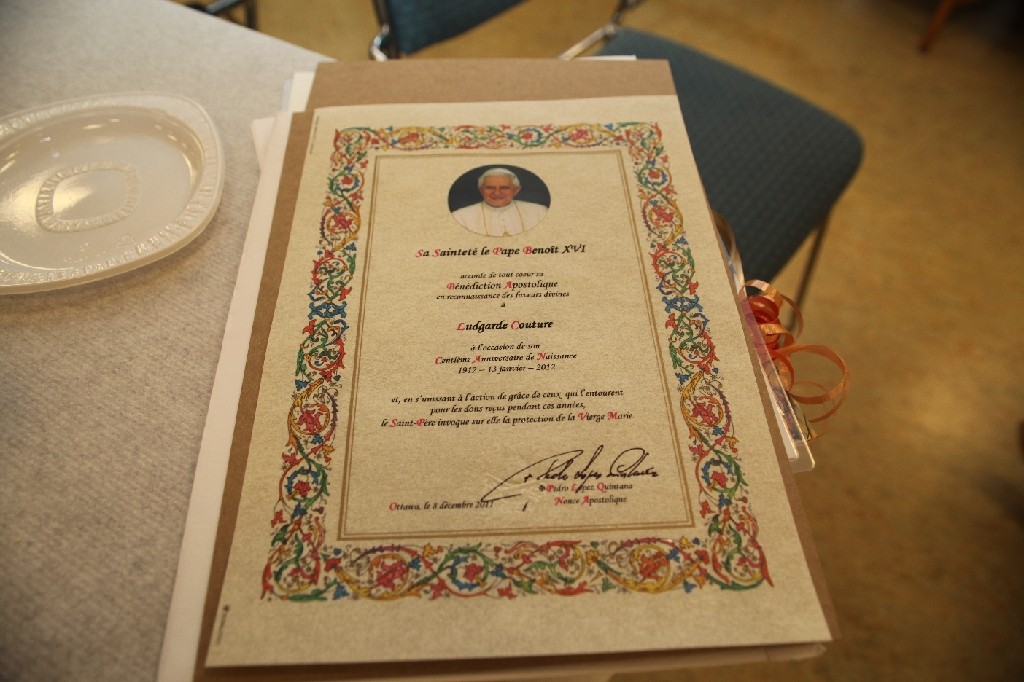 Sa Sainteté le Pape Benoît XVI
accorde de tout coeur sa
Bénédiction Apostolique
en reconnaissance des faveurs divines
à
Ludgarde Couture
à l'occasion de son
Centième Anniversaire de Naissance
1912 – 13 janvier – 2012
et, en s'unissant à l'action de grâce de ceux, qui l'entourent
pour les dons reçus pendant ces années,
le Saint-Père invoque sur elle la protection de la Vierge Marie.
Pedro López Quintana
Nonce Apostolique
Ottawa, le 8 décembre 2011